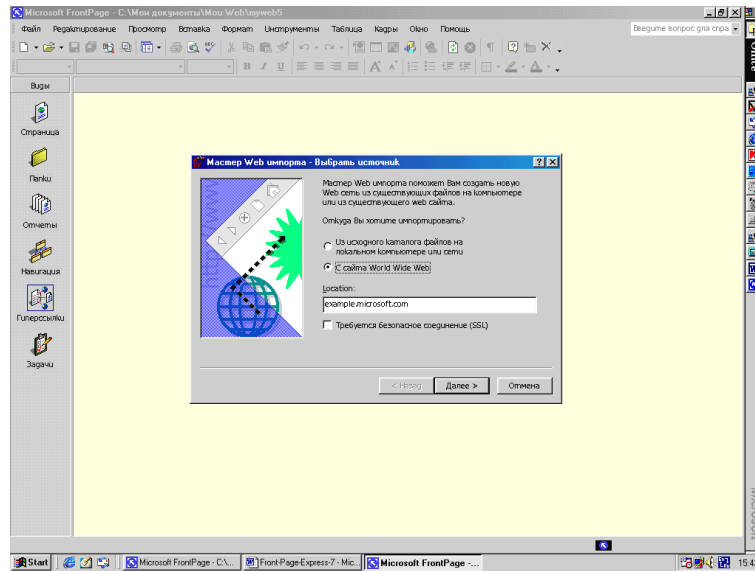 Microsoft FrontPage - C:\Мои документы\Mou Web\myweb5
Файл Редактирование Просмотр Вставка Формат Инструменты Таблица Кадры Окно Помощь
Введите вопрос для спра
Виды
Страница
Папки
Отчеты
Навигация
Гиперссылки
Задачи
Мастер Web импорта - Выбрать источник
Мастер Web импорта поможет Вам создать новую
Web сеть из существующих файлов на компьютере
или из существующего web сайта.
Откуда Вы хотите импортировать?
Из исходного каталога файлов на
локальном компьютере или сети
С сайта World Wide Web
Location:
example.microsoft.com
Требуется безопасное соединение (SSL)
< Назад Далее > Отмена
http://www
Start Microsoft FrontPage - C:\... Front-Page-Express-7 - Mic... Microsoft FrontPage -...